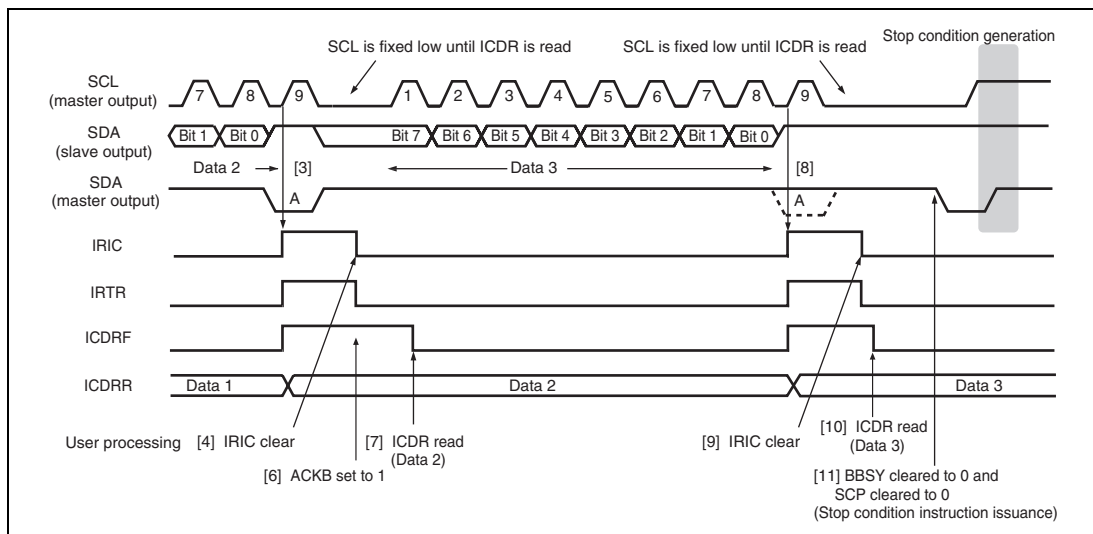 SCL is fixed low until ICDR is read
SCL is fixed low until ICDR is read
Stop condition generation
SCL
(master output)
7 8 9 1 2 3 4 5 6 7 8 9
SDA
(slave output)
Bit 1 Bit 0 Bit 7 Bit 6 Bit 5 Bit 4 Bit 3 Bit 2 Bit 1 Bit 0
Data 2 [3] Data 3 [8]
SDA
(master output)
A A
IRIC
IRTR
ICDRF
ICDRR
Data 1 Data 2 Data 3
User processing
[4] IRIC clear
[7] ICDR read
(Data 2)
[6] ACKB set to 1
[9] IRIC clear
[10] ICDR read
(Data 3)
[11] BBSY cleared to 0 and
SCP cleared to 0
(Stop condition instruction issuance)